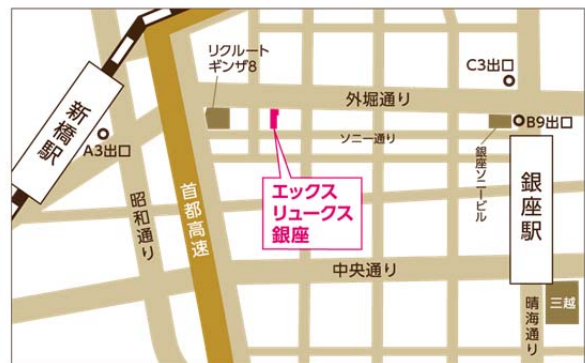 リクルート
ギンザ8
C3出口
外堀通り
新橋駅
A3出口
ソニー通り
B9出口
銀座ソニービル
銀座駅
エックス
リュークス
銀座
昭和通り
首都高速
中央通り
三越
晴海通り